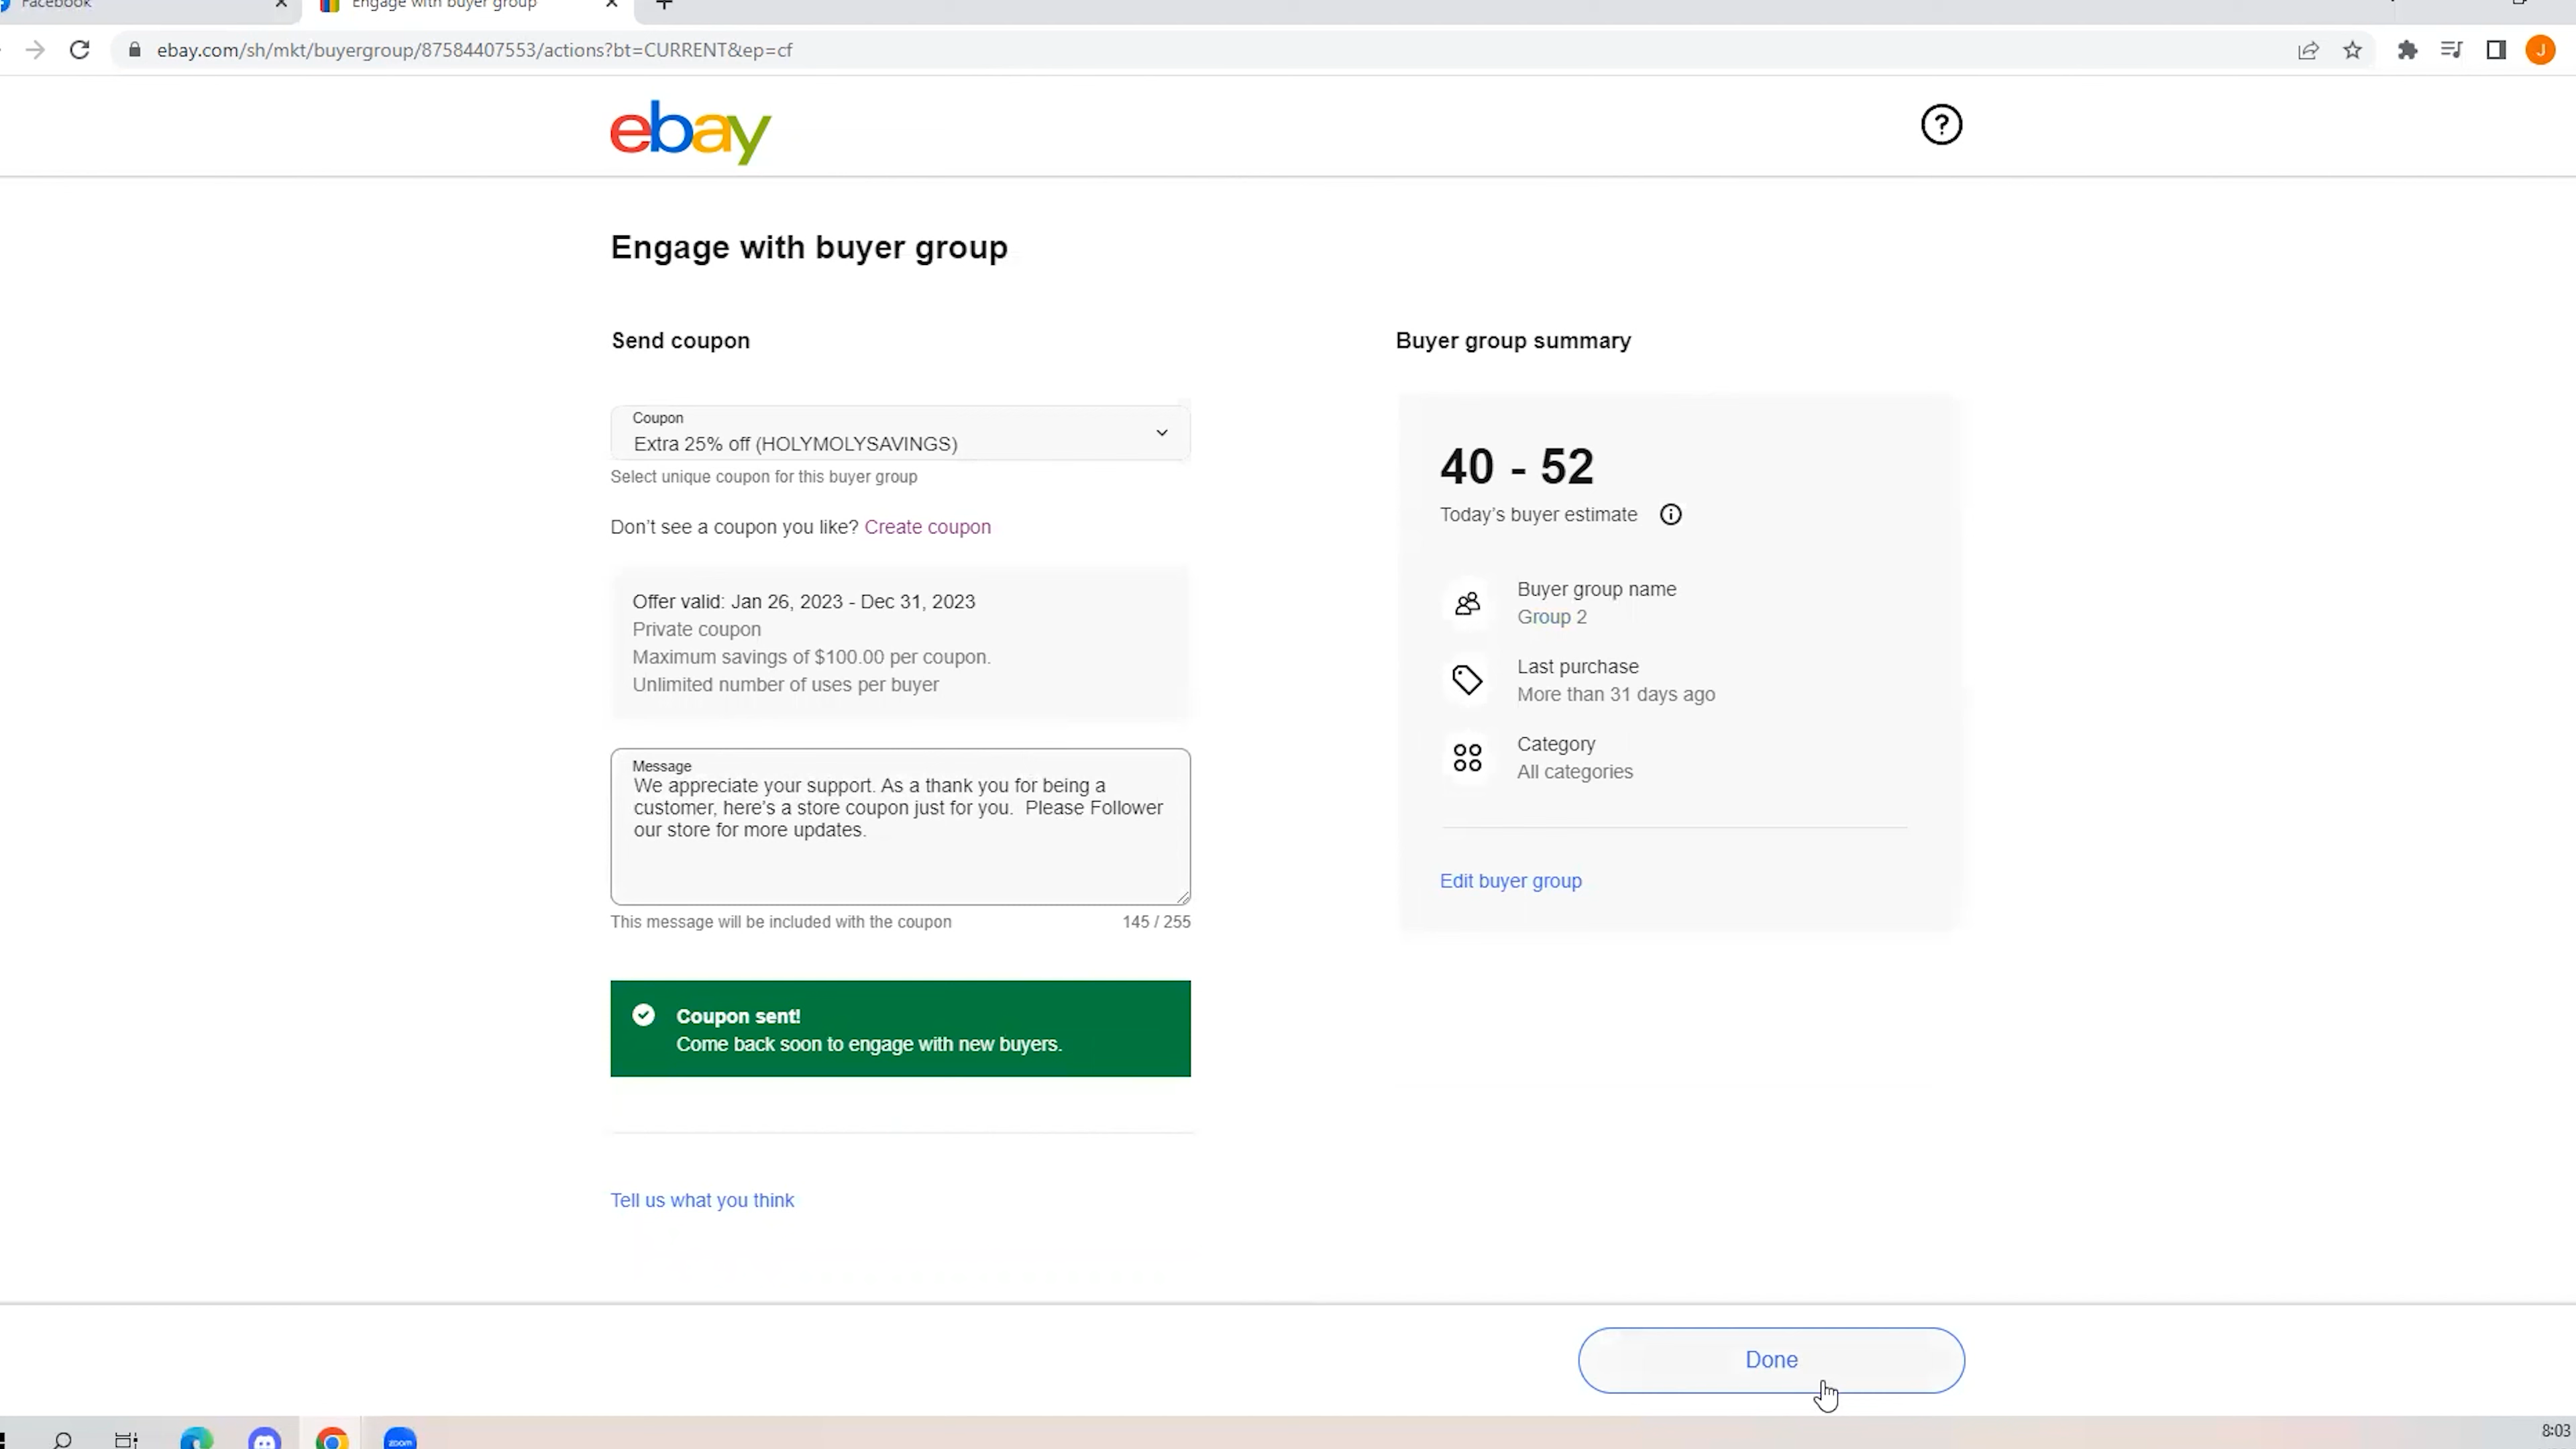 Facebook
Engage with buyer group
ebay.com/sh/mkt/buyergroup/87584407553/actions?bt=CURRENT&ep=cf
J
ebay
?
Engage with buyer group
Send coupon
Coupon
Extra 25% off (HOLYMOLYSAVINGS)
Select unique coupon for this buyer group
Don’t see a coupon you like? Create coupon
Offer valid: Jan 26, 2023 - Dec 31, 2023
Private coupon
Maximum savings of $100.00 per coupon.
Unlimited number of uses per buyer
Message
We appreciate your support. As a thank you for being a
customer, here's a store coupon just for you.  Please Follower
our store for more updates.
This message will be included with the coupon
145 / 255
Coupon sent!
Come back soon to engage with new buyers.
Tell us what you think
Buyer group summary
40 - 52
Today’s buyer estimate
Buyer group name
Group 2
Last purchase
More than 31 days ago
Category
All categories
Edit buyer group
Done
zoom
8:03